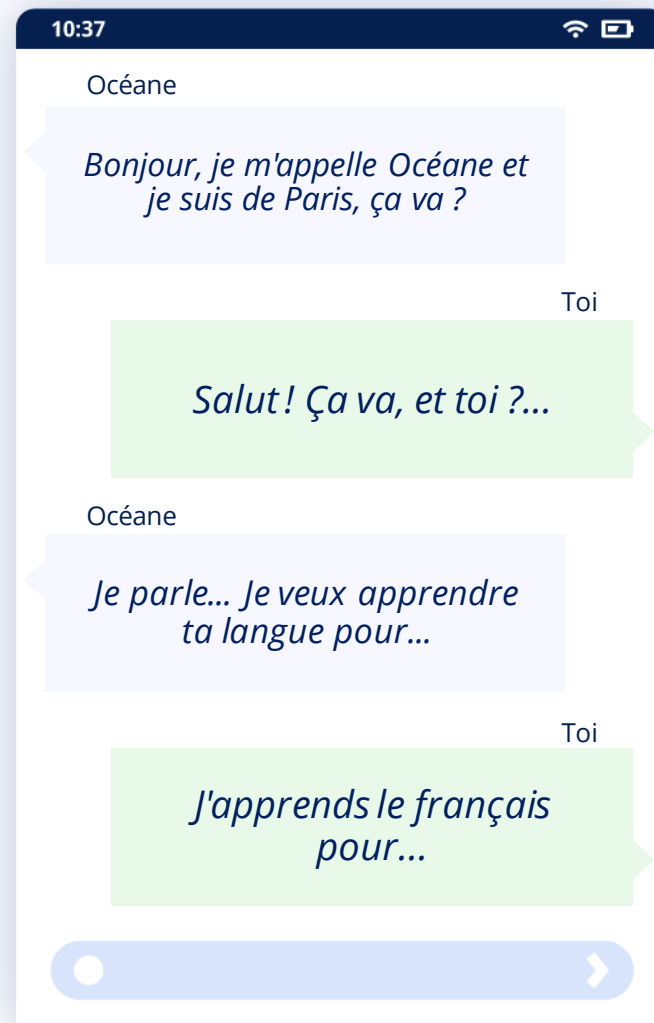 10:37
Océane
Bonjour, je m'appelle Océane et
je suis de Paris, ça va ?
Toi
Salut ! Ça va, et toi ?...
Océane
Je parle... Je veux apprendre
ta langue pour...
Toi
J'apprends le français
pour...